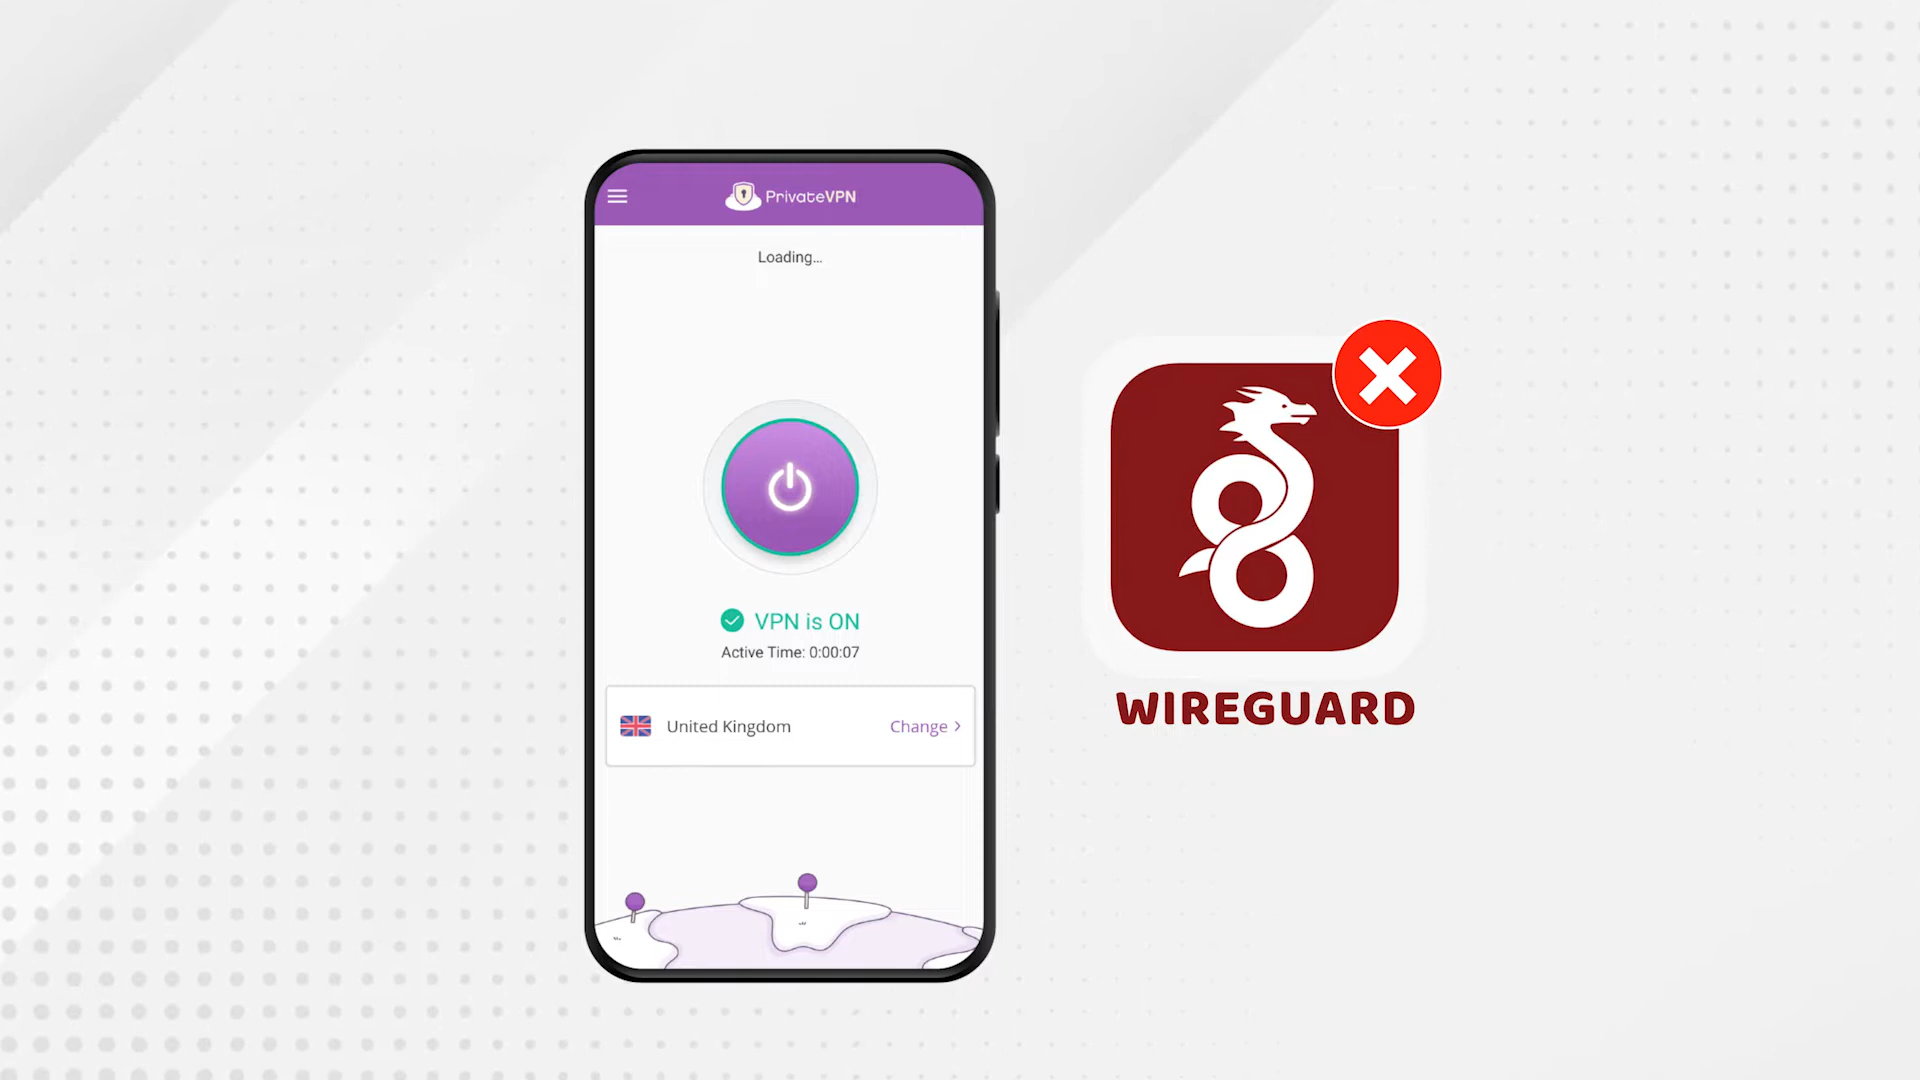 PrivateVPN
Loading...
VPN is ON
Active Time: 0:00:07
United Kingdom
Change >
WIREGUARD